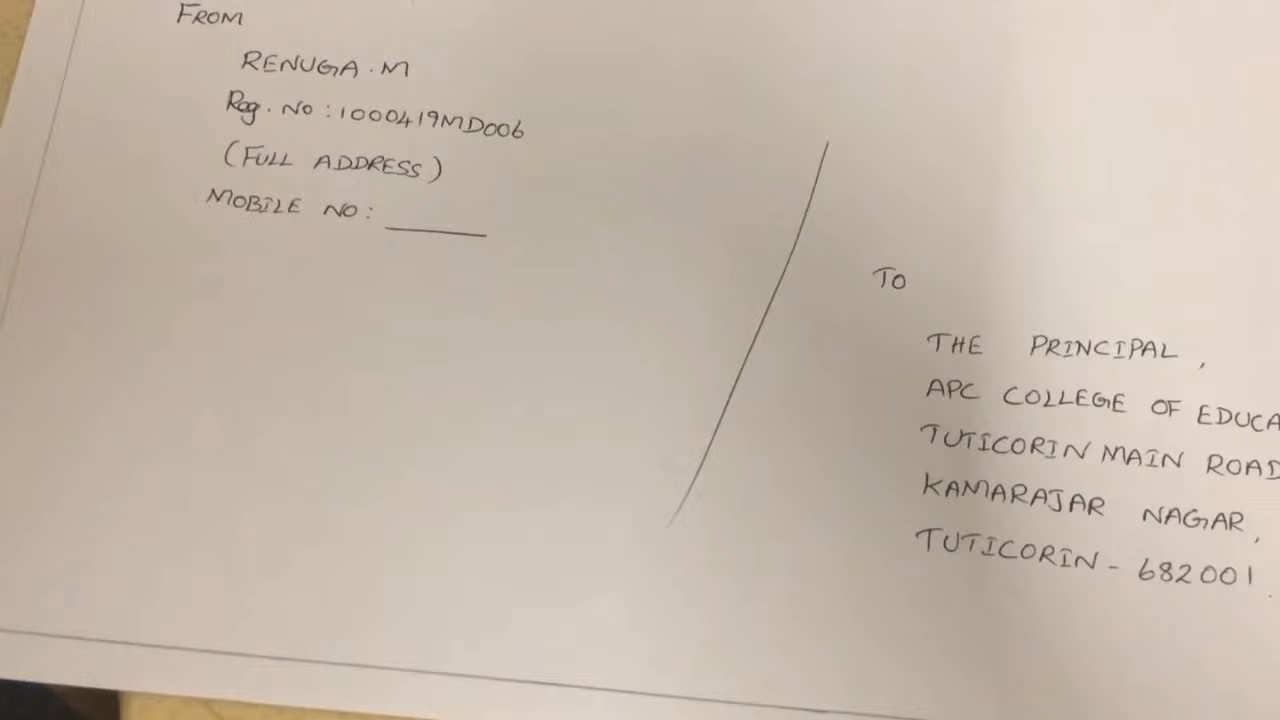 FROM
RENUGA.M
Reg. No : 1000419MD006
(FULL ADDRESS)
MOBILE NO: ______
TO
THE PRINCIPAL,
APC COLLEGE OF EDUCA
TUTICORIN MAIN ROAD
KAMARAJAR NAGAR,
TUTICORIN - 682001.